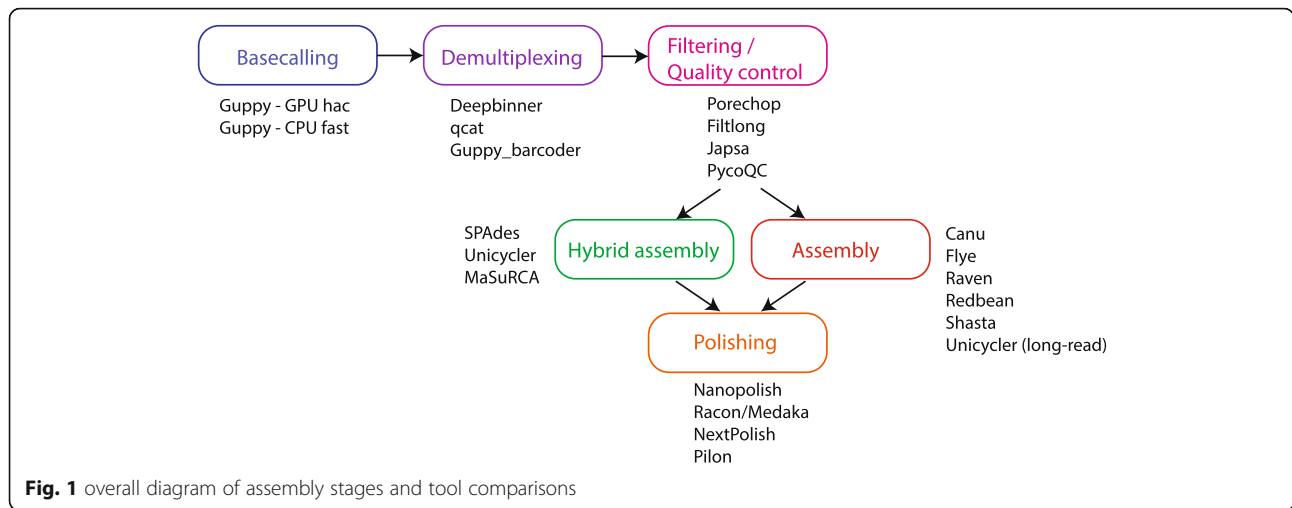 Basecalling
Guppy - GPU hac
Guppy - CPU fast
Demultiplexing
Deepbinner
qcat
Guppy_barcoder
Filtering /
Quality control
Porechop
Filtlong
Japsa
PycoQC
SPAdes
Unicycler
MaSuRCA
Hybrid assembly
Assembly
Canu
Flye
Raven
Redbean
Shasta
Unicycler (long-read)
Polishing
Nanopolish
Racon/Medaka
NextPolish
Pilon
Fig. 1 overall diagram of assembly stages and tool comparisons